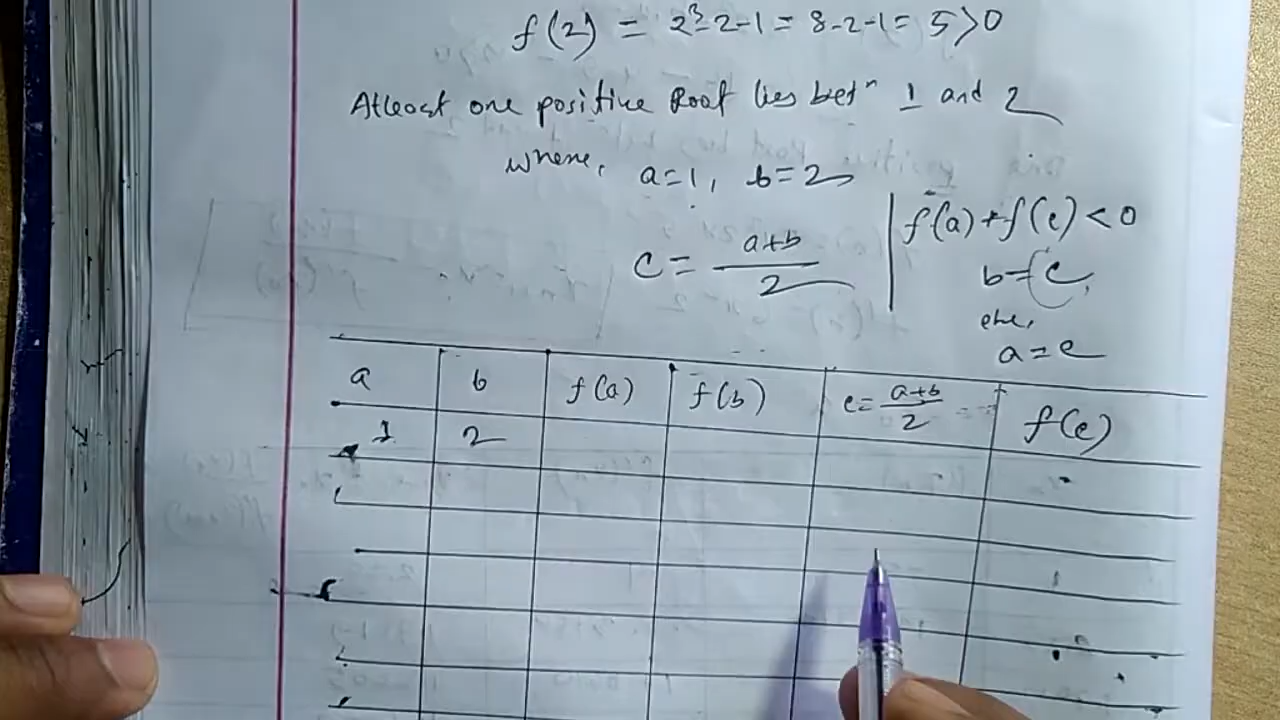 f(2) = 2³-2-1 = 8-2-1 = 5>0
Atleast one positive Root lies betⁿ 1 and 2
where, a=1, b=2
c = a+b/2
f(a)*f(c) < 0
b=c,
else,
a=c
a b f(a) f(b) c=a+b/2 f(c)
1 2